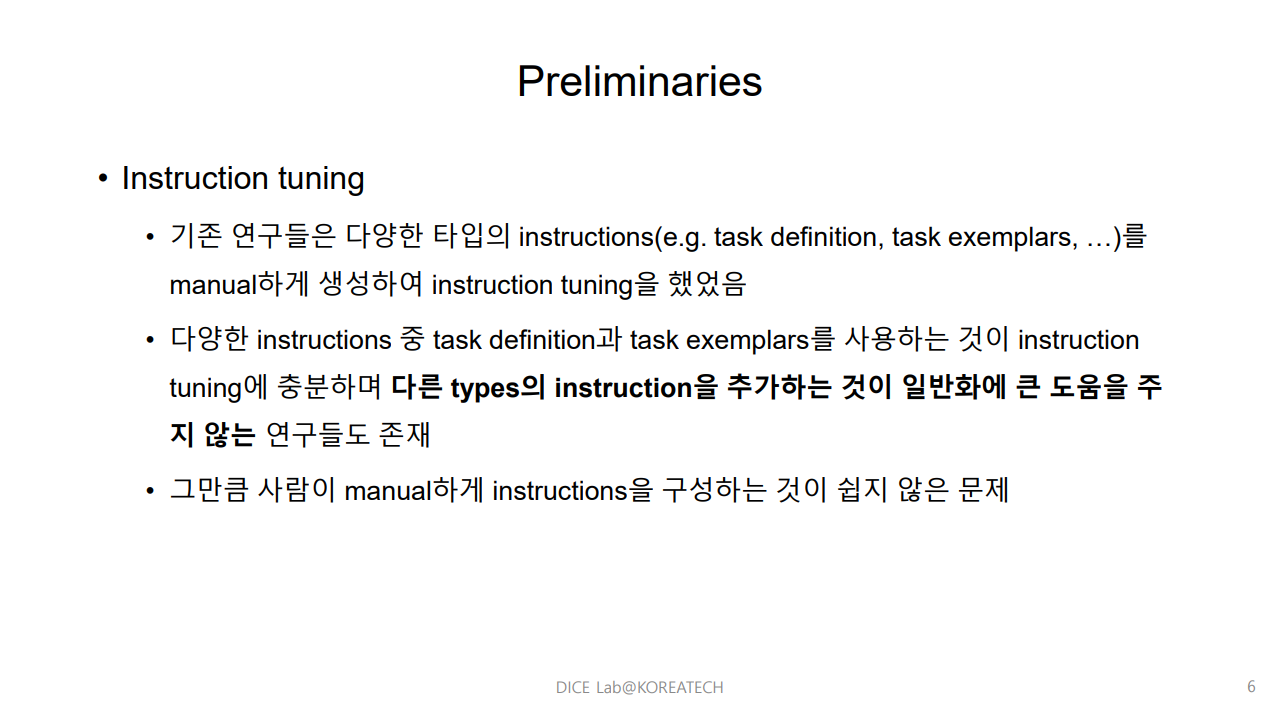 Preliminaries
• Instruction tuning
• 기존 연구들은 다양한 타입의 instructions(e.g. task definition, task exemplars, …)를
manual하게 생성하여 instruction tuning을 했었음
• 다양한 instructions 중 task definition과 task exemplars를 사용하는 것이 instruction
tuning에 충분하며 다른 types의 instruction을 추가하는 것이 일반화에 큰 도움을 주
지 않는 연구들도 존재
• 그만큼 사람이 manual하게 instructions을 구성하는 것이 쉽지 않은 문제
DICE Lab@KOREATECH
6